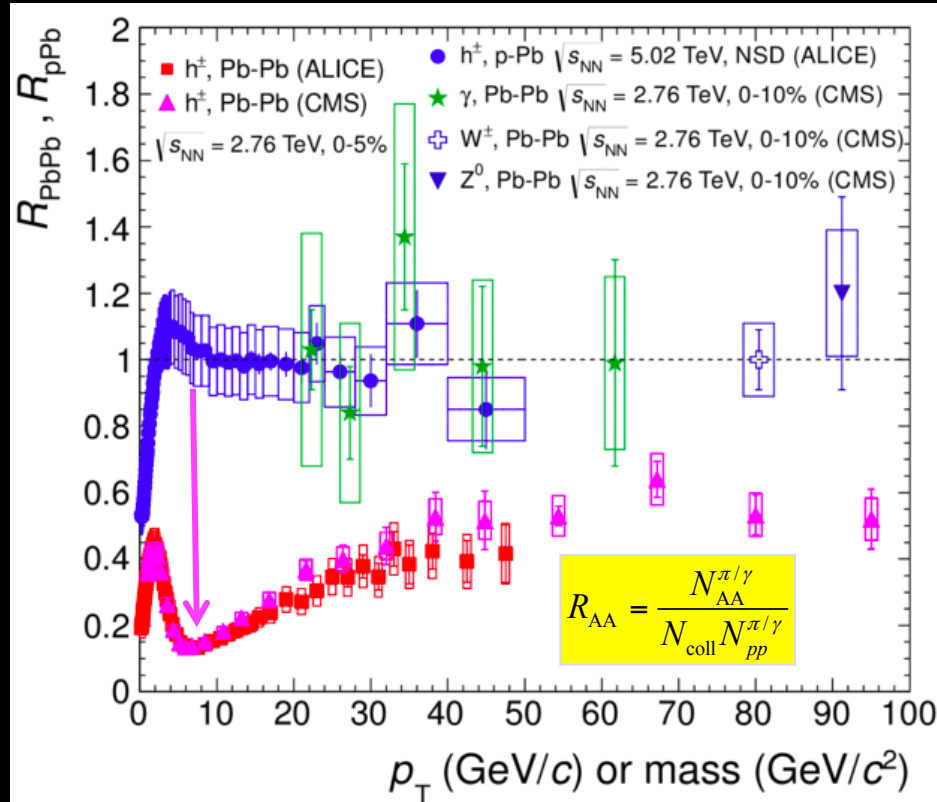 R_PbPb , R_pPb
2
1.8
1.6
1.4
1.2
1
0.8
0.6
0.4
0.2
0
h±, Pb-Pb (ALICE)
h±, Pb-Pb (CMS)
√s_NN = 2.76 TeV, 0-5%
h±, p-Pb √s_NN = 5.02 TeV, NSD (ALICE)
γ, Pb-Pb √s_NN = 2.76 TeV, 0-10% (CMS)
W±, Pb-Pb √s_NN = 2.76 TeV, 0-10% (CMS)
Z⁰, Pb-Pb √s_NN = 2.76 TeV, 0-10% (CMS)
R_AA = N_AA^π/γ / N_coll N_pp^π/γ
0 10 20 30 40 50 60 70 80 90 100
p_T (GeV/c) or mass (GeV/c²)